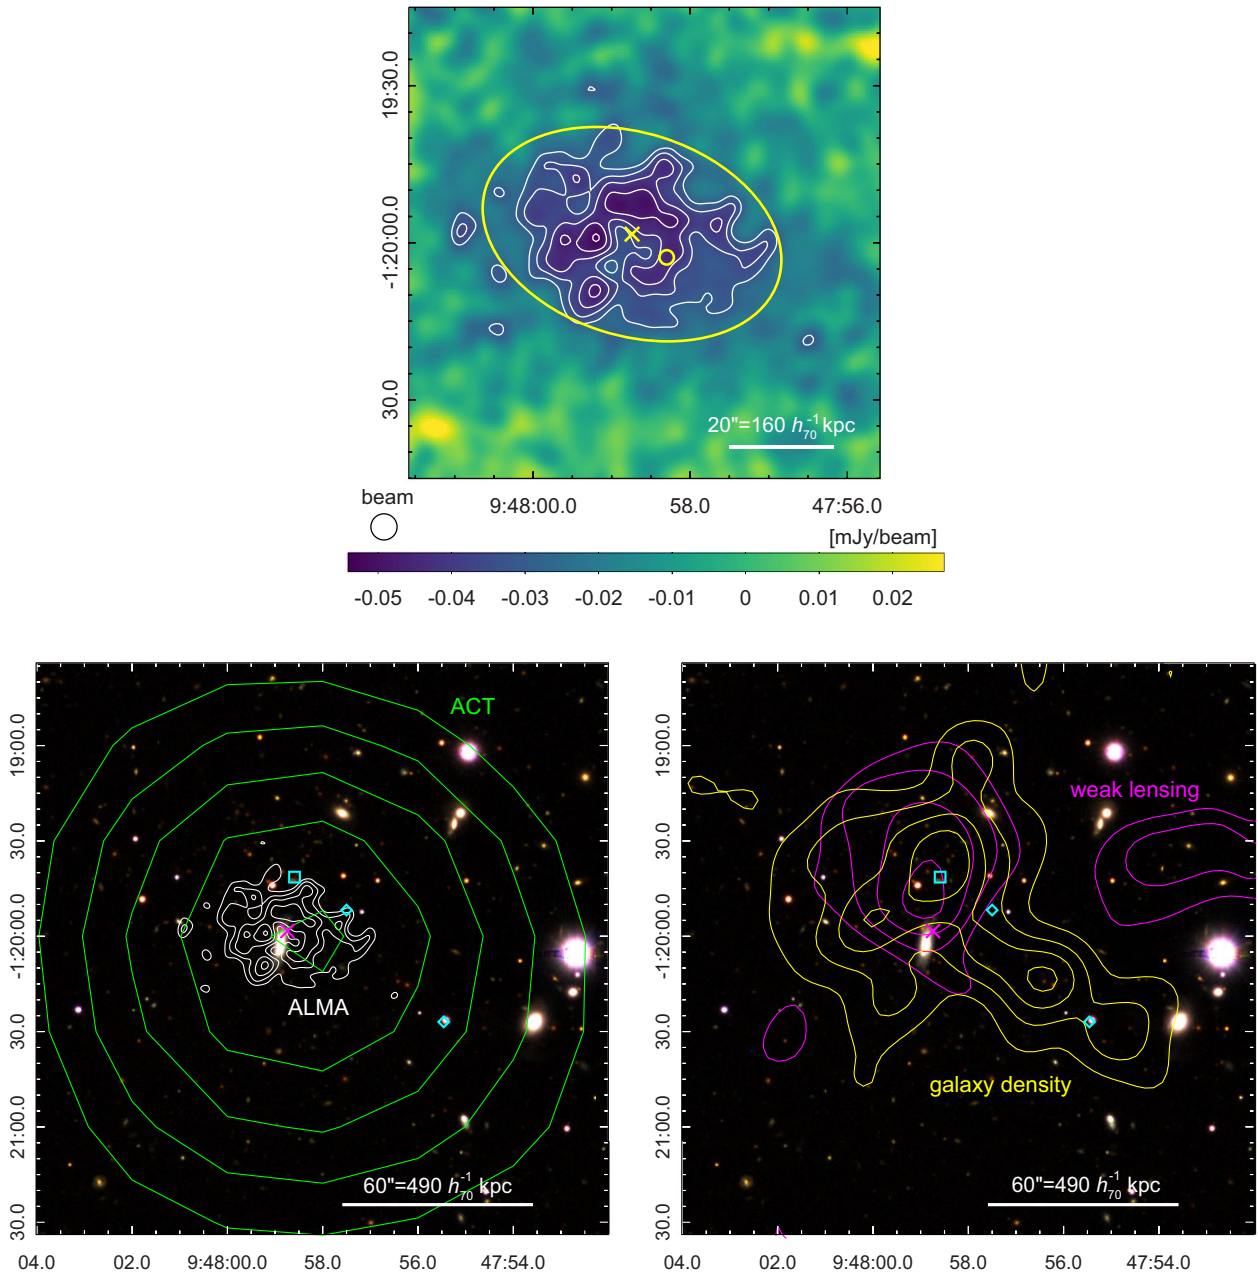 19:30.0
-1:20:00.0
30.0
20"=160 h₇₀⁻¹ kpc
beam
9:48:00.0 58.0 47:56.0
[mJy/beam]
-0.05 -0.04 -0.03 -0.02 -0.01 0 0.01 0.02
ACT
ALMA
60"=490 h₇₀⁻¹ kpc
19:00.0
30.0
-1:20:00.0
30.0
21:00.0
30.0
04.0 02.0 9:48:00.0 58.0 56.0 47:54.0
weak lensing
galaxy density
60"=490 h₇₀⁻¹ kpc
19:00.0
30.0
-1:20:00.0
30.0
21:00.0
30.0
04.0 02.0 9:48:00.0 58.0 56.0 47:54.0